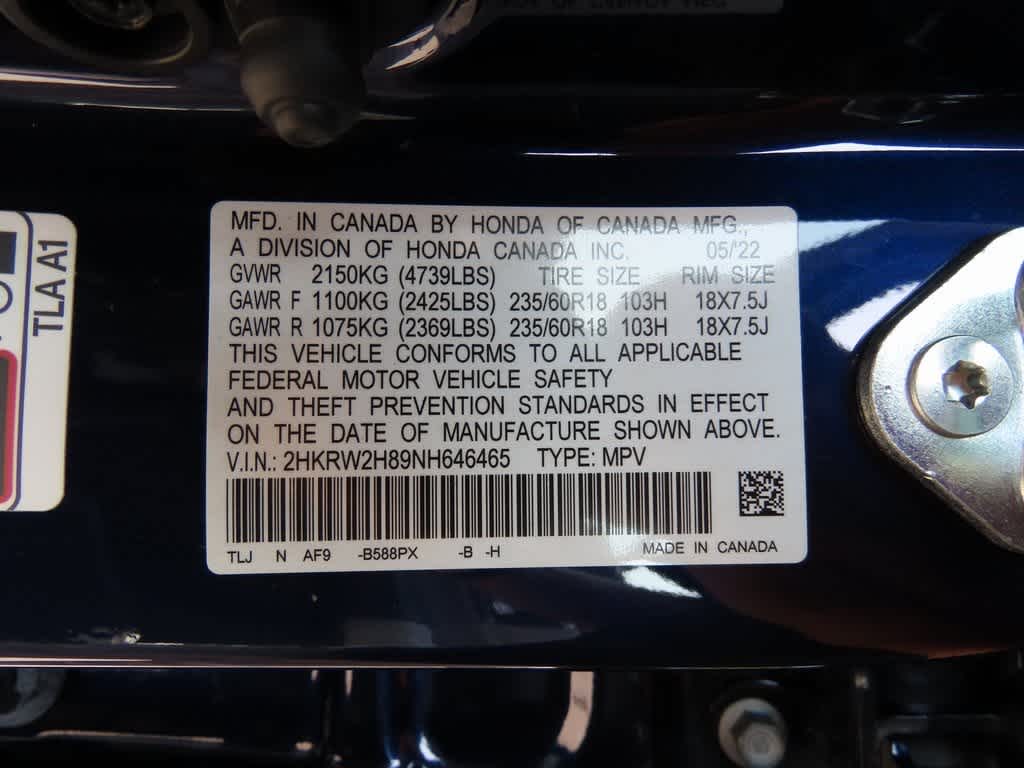 MFD. IN CANADA BY HONDA OF CANADA MFG.,
A DIVISION OF HONDA CANADA INC. 05/'22
GVWR 2150KG (4739LBS) TIRE SIZE RIM SIZE
GAWR F 1100KG (2425LBS) 235/60R18 103H 18X7.5J
GAWR R 1075KG (2369LBS) 235/60R18 103H 18X7.5J
THIS VEHICLE CONFORMS TO ALL APPLICABLE
FEDERAL MOTOR VEHICLE SAFETY
AND THEFT PREVENTION STANDARDS IN EFFECT
ON THE DATE OF MANUFACTURE SHOWN ABOVE.
V.I.N.: 2HKRW2H89NH646465 TYPE: MPV
TLJ N AF9 -B588PX -B -H MADE IN CANADA
TLA A1